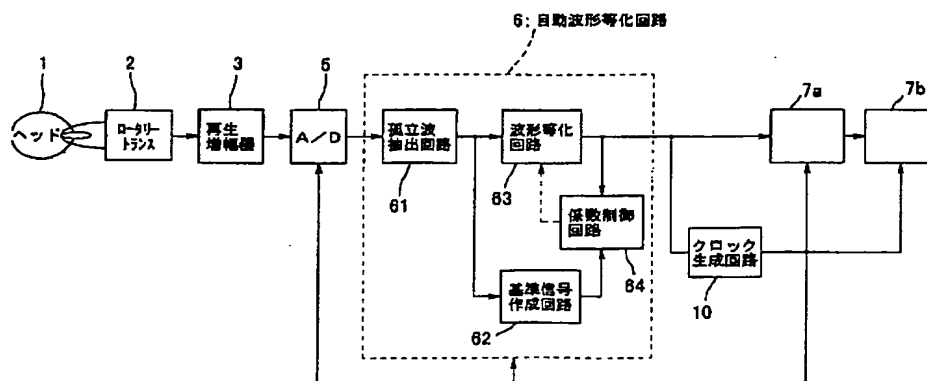 6:自動波形等化回路
1
2
3
5
7a
7b
ヘッド
ロータリー
トランス
再生
増幅器
A/D
孤立波
抽出回路
61
波形等化
回路
63
係数制御
回路
64
基準信号
作成回路
62
クロック
生成回路
10